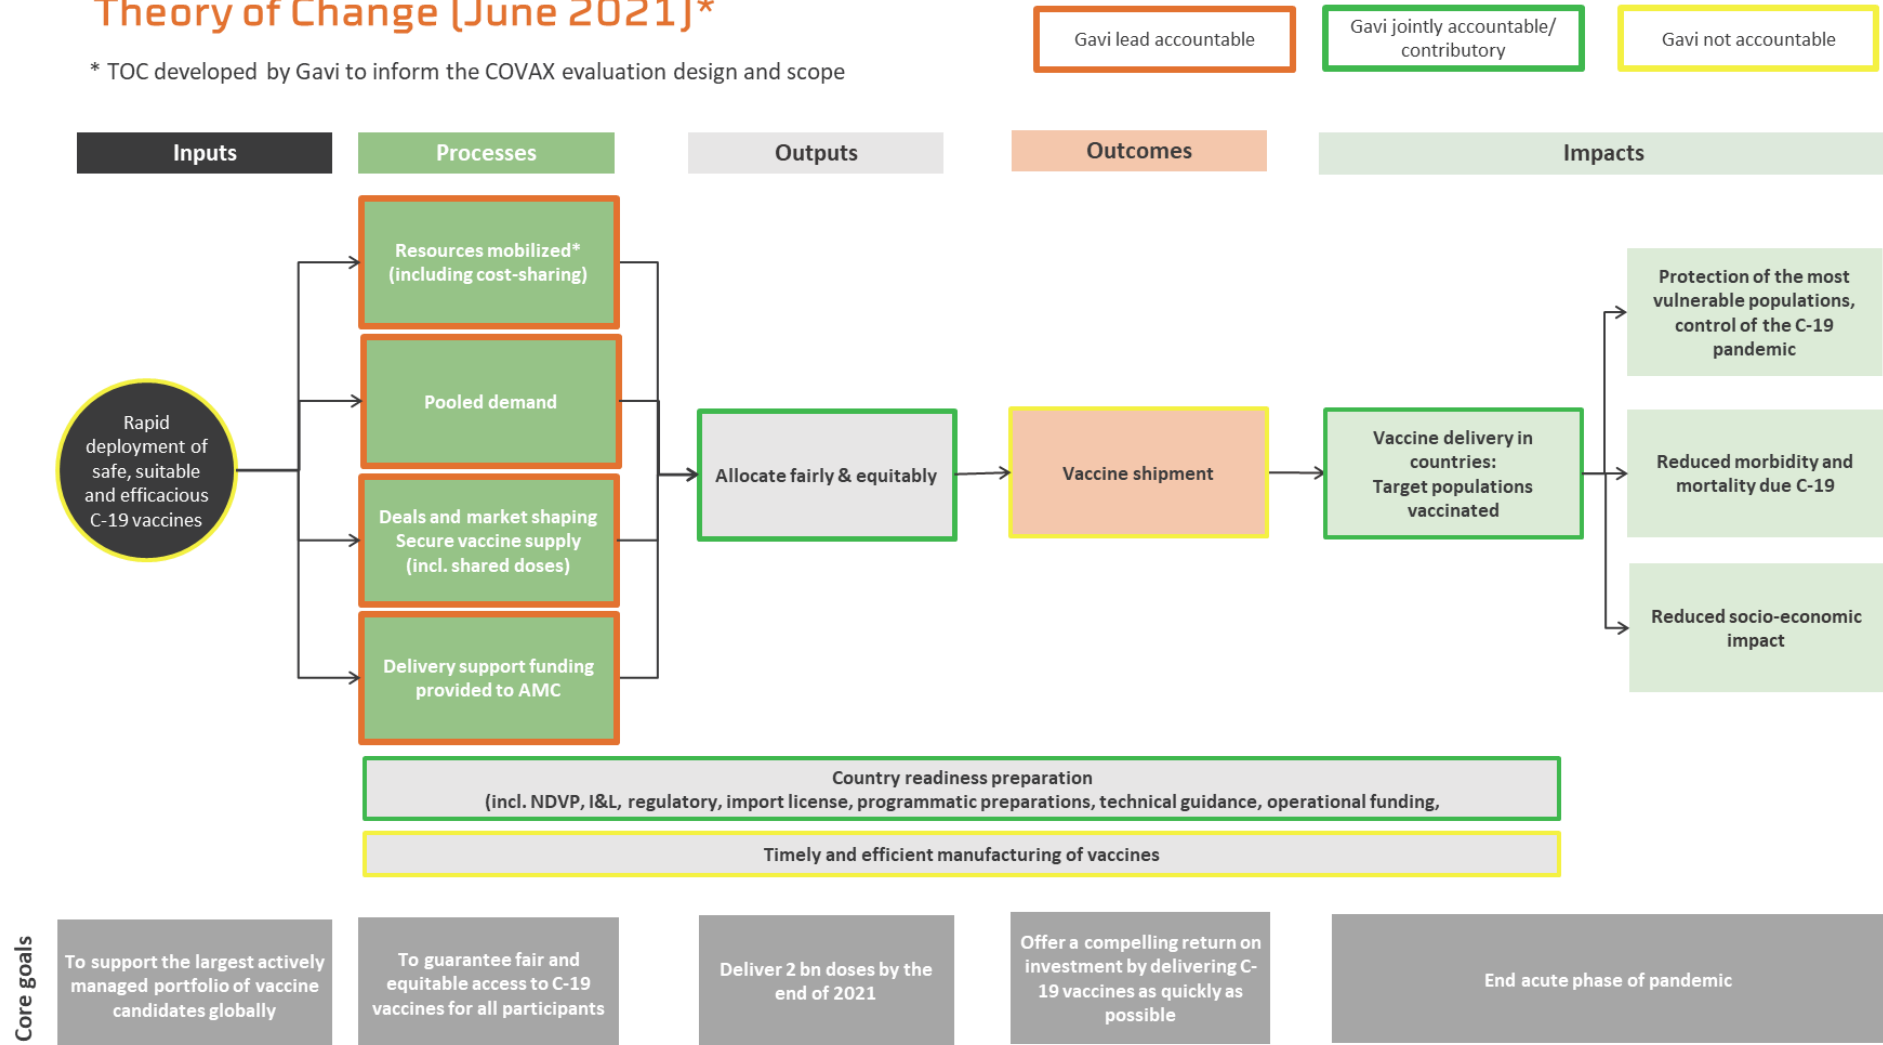 Theory of Change (June 2021)*
* TOC developed by Gavi to inform the COVAX evaluation design and scope
Gavi lead accountable
Gavi jointly accountable/
contributory
Gavi not accountable
Inputs
Processes
Outputs
Outcomes
Impacts
Rapid
deployment of
safe, suitable
and efficacious
C-19 vaccines
Resources mobilized*
(including cost-sharing)
Pooled demand
Deals and market shaping
Secure vaccine supply
(incl. shared doses)
Delivery support funding
provided to AMC
Allocate fairly & equitably
Vaccine shipment
Vaccine delivery in
countries:
Target populations
vaccinated
Protection of the most
vulnerable populations,
control of the C-19
pandemic
Reduced morbidity and
mortality due C-19
Reduced socio-economic
impact
Country readiness preparation
(incl. NDVP, I&L, regulatory, import license, programmatic preparations, technical guidance, operational funding,
Timely and efficient manufacturing of vaccines
Core goals
To support the largest actively
managed portfolio of vaccine
candidates globally
To guarantee fair and
equitable access to C-19
vaccines for all participants
Deliver 2 bn doses by the
end of 2021
Offer a compelling return on
investment by delivering C-
19 vaccines as quickly as
possible
End acute phase of pandemic